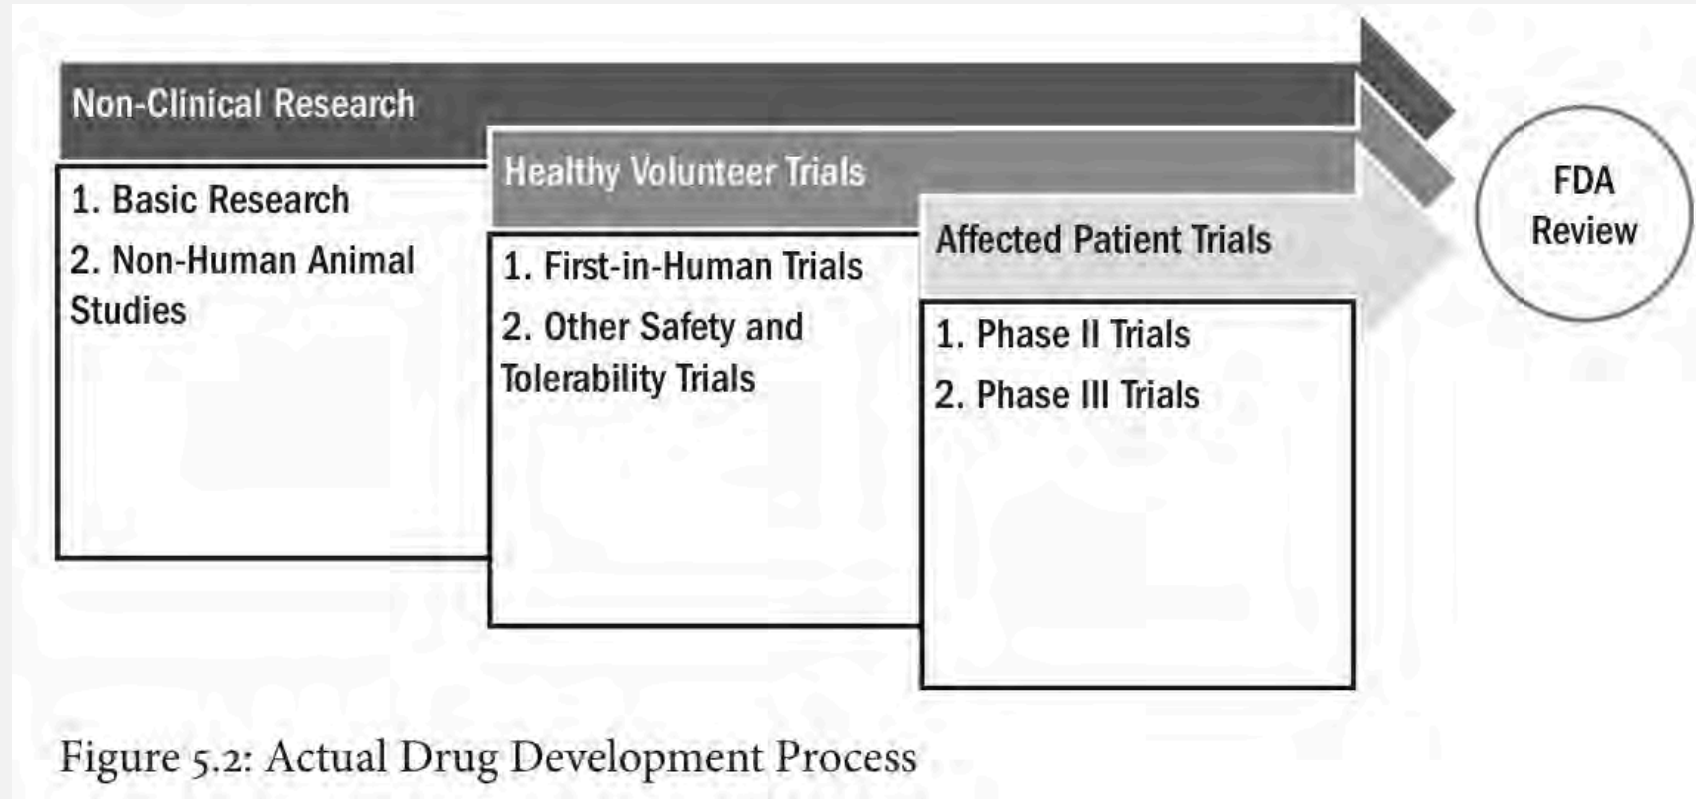 Non-Clinical Research
1. Basic Research
2. Non-Human Animal
Studies
Healthy Volunteer Trials
1. First-in-Human Trials
2. Other Safety and
Tolerability Trials
Affected Patient Trials
1. Phase II Trials
2. Phase III Trials
FDA
Review
Figure 5.2: Actual Drug Development Process